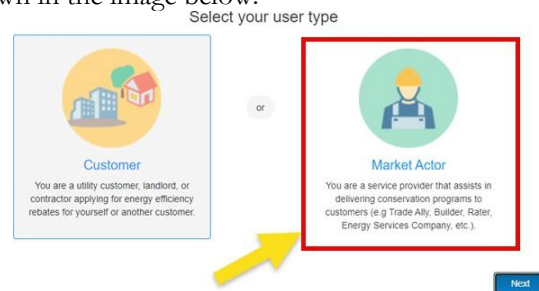 wn in the image below.
Select your user type
Customer
You are a utility customer, landlord, or
contractor applying for energy efficiency
rebates for yourself or another customer.
or
Market Actor
You are a service provider that assists in
delivering conservation programs to
customers (e.g Trade Ally, Builder, Rater,
Energy Services Company, etc.).
Next